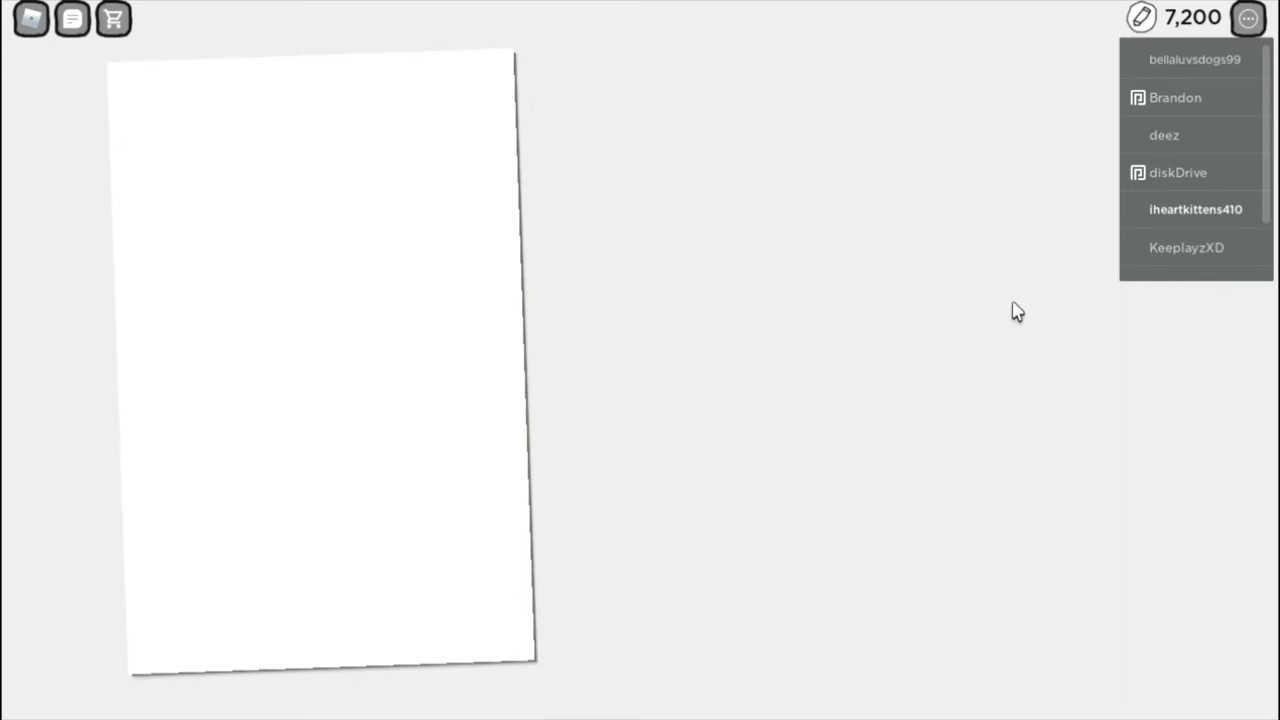 7,200
bellaluvsdogs99
Brandon
deez
diskDrive
iheartkittens410
KeeplayzXD